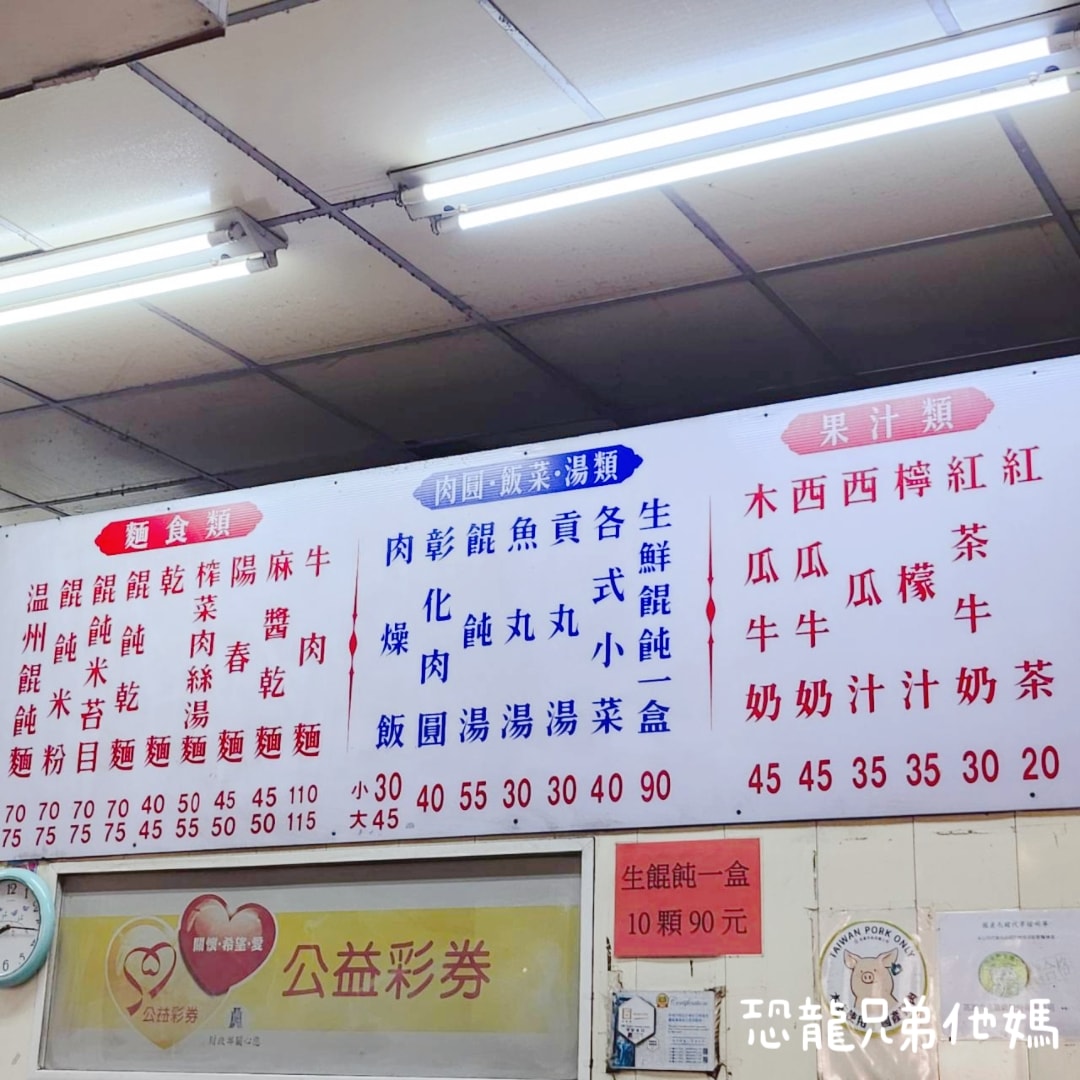 麵食類
温州餛飩麵 70 75
餛飩米粉 70 75
餛飩米苔目 70 75
餛飩乾麵 70 75
乾麵 40 45
榨菜肉絲湯麵 50 55
陽春麵 45 50
麻醬乾麵 45 50
牛肉麵 110 115
肉圓·飯菜·湯類
肉燥飯 小30 大45
彰化肉圓 40
餛飩湯 55
魚丸湯 30
貢丸湯 30
各式小菜 40
生鮮餛飩一盒 90
果汁類
木瓜牛奶 45
西瓜牛奶 45
西瓜汁 35
檸檬汁 35
紅茶牛奶 30
紅茶 20
生餛飩一盒
10顆90元
關懷·希望·愛
公益彩券
公益彩券
TAIWAN PORK ONLY
Certification
恐龍兄弟他媽